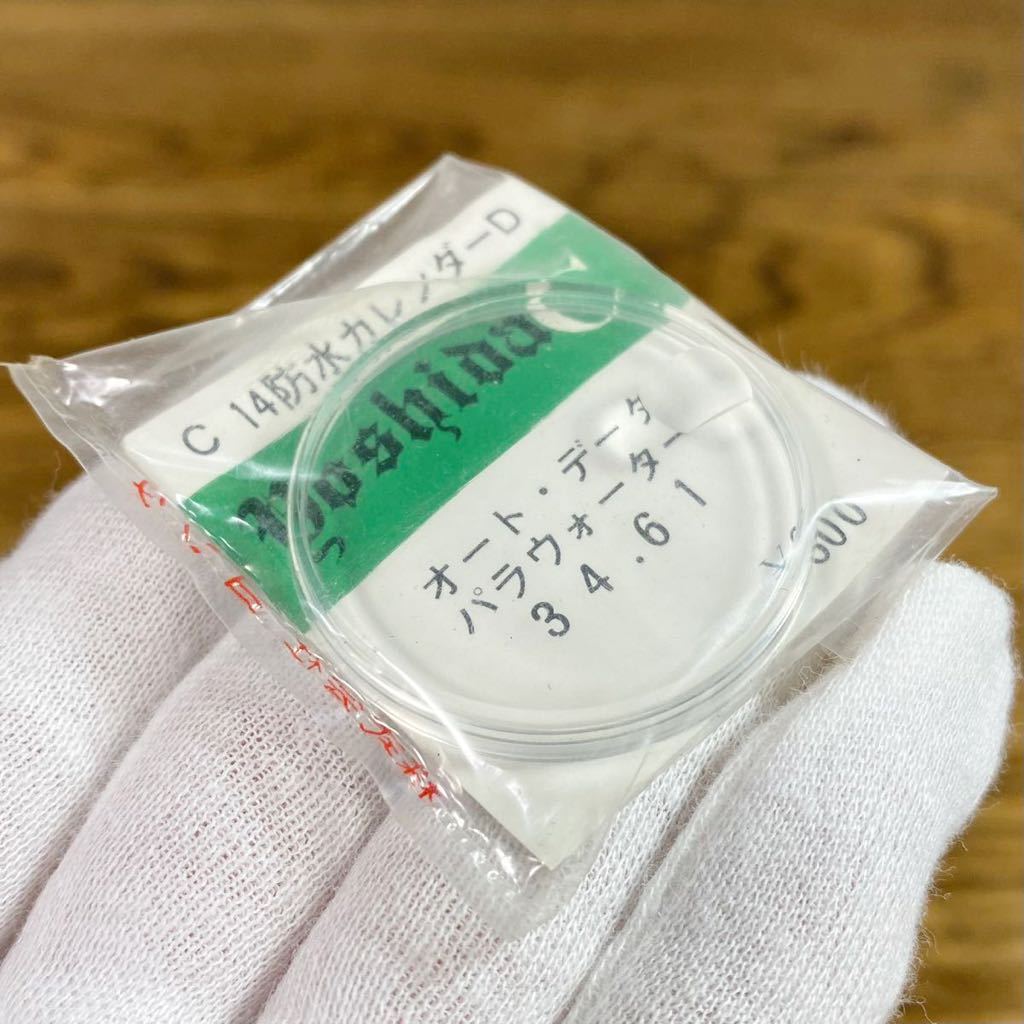 C 14防水カレンダーD
Yoshida
オート・データ
パラウォーター
34.61